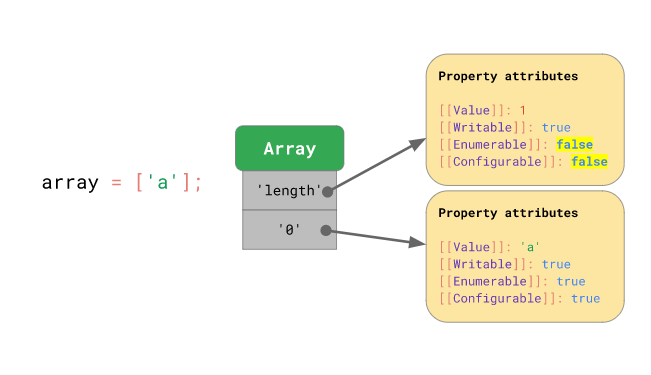 array = ['a'];
Array
'length'
'0'
Property attributes
[[Value]]: 1
[[Writable]]: true
[[Enumerable]]: false
[[Configurable]]: false
Property attributes
[[Value]]: 'a'
[[Writable]]: true
[[Enumerable]]: true
[[Configurable]]: true